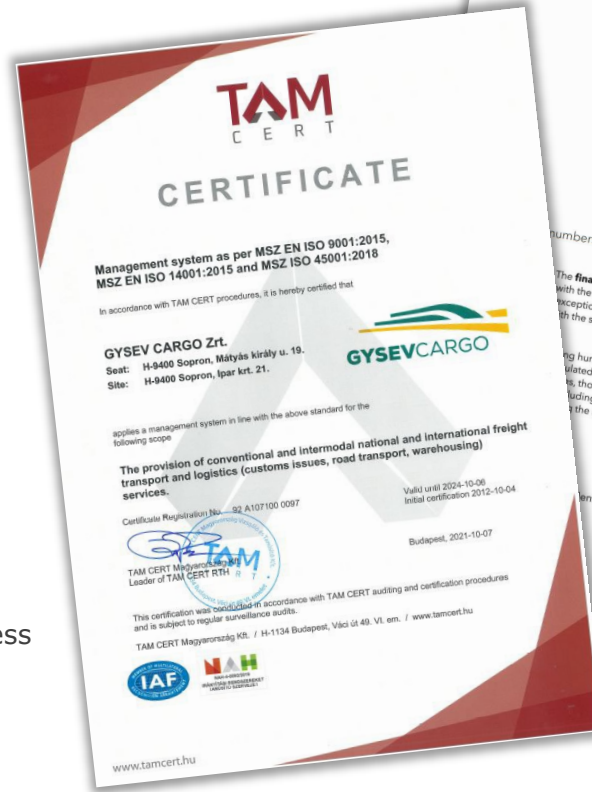 TAM
CERT
CERTIFICATE
Management system as per MSZ EN ISO 9001:2015,
MSZ EN ISO 14001:2015 and MSZ ISO 45001:2018
In accordance with TAM CERT procedures, it is hereby certified that
GYSEV CARGO Zrt.
Seat: H-9400 Sopron, Mátyás király u. 19.
Site: H-9400 Sopron, Ipar krt. 21.
GYSEVCARGO
applies a management system in line with the above standard for the
following scope
The provision of conventional and intermodal national and international freight
transport and logistics (customs issues, road transport, warehousing)
services.
Certificate Registration No. 92 A107100 0097
Valid until 2024-10-06
Initial certification 2012-10-04
TAM
TAM CERT Magyarország Kft.
Leader of TAM CERT RTH
Budapest, 2021-10-07
This certification was conducted in accordance with TAM CERT auditing and certification procedures
and is subject to regular surveillance audits.
TAM CERT Magyarország Kft. / H-1134 Budapest, Váci út 49. VI. em. / www.tamcert.hu
IAF
NAH
www.tamcert.hu
ess
number
The fina
with the
exceptio
th the s
ng hur
ulated
s, tho
luding
the